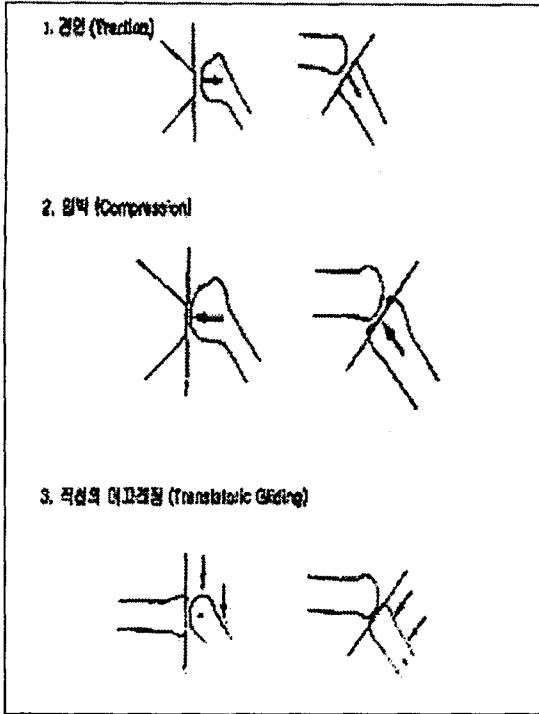 1. 견인 (Traction)
2. 압박 (Compression)
3. 직선의 미끄러짐 (Translatoric Gliding)